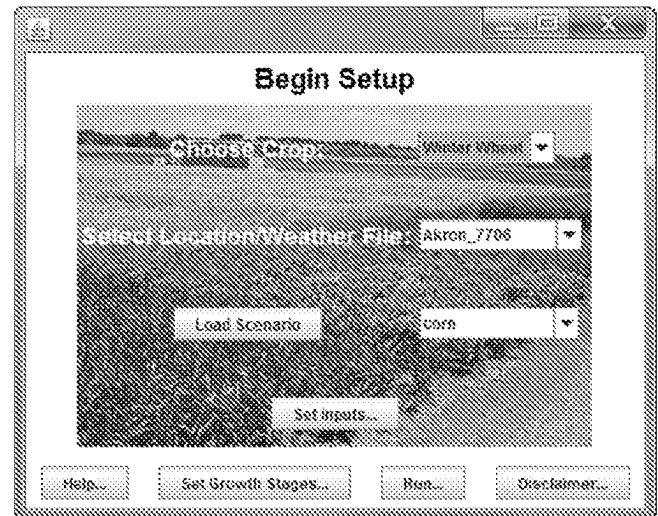 Begin Setup
Choose Crop: Winter Wheat
Select Location/Weather File: Akron_7706
Load Scenario corn
Set Inputs...
Help... Set Growth Stages... Run... Disclaimer...